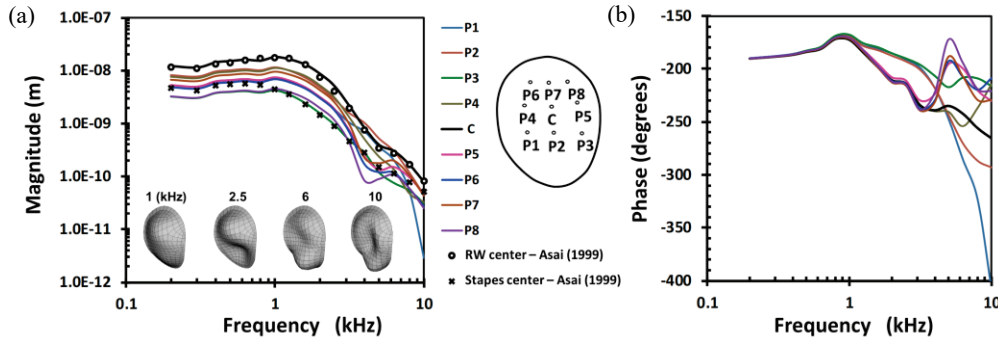 (a)
1.0E-07
1.0E-08
1.0E-09
1.0E-10
1.0E-11
1.0E-12
Magnitude (m)
1 (kHz) 2.5 6 10
0.1 1 10
Frequency (kHz)
P1
P2
P3
P4
C
P5
P6
P7
P8
RW center – Asai (1999)
Stapes center – Asai (1999)
P6 P7 P8
P4 C P5
P1 P2 P3
(b)
-150
-200
-250
-300
-350
-400
Phase (degrees)
0.1 1 10
Frequency (kHz)